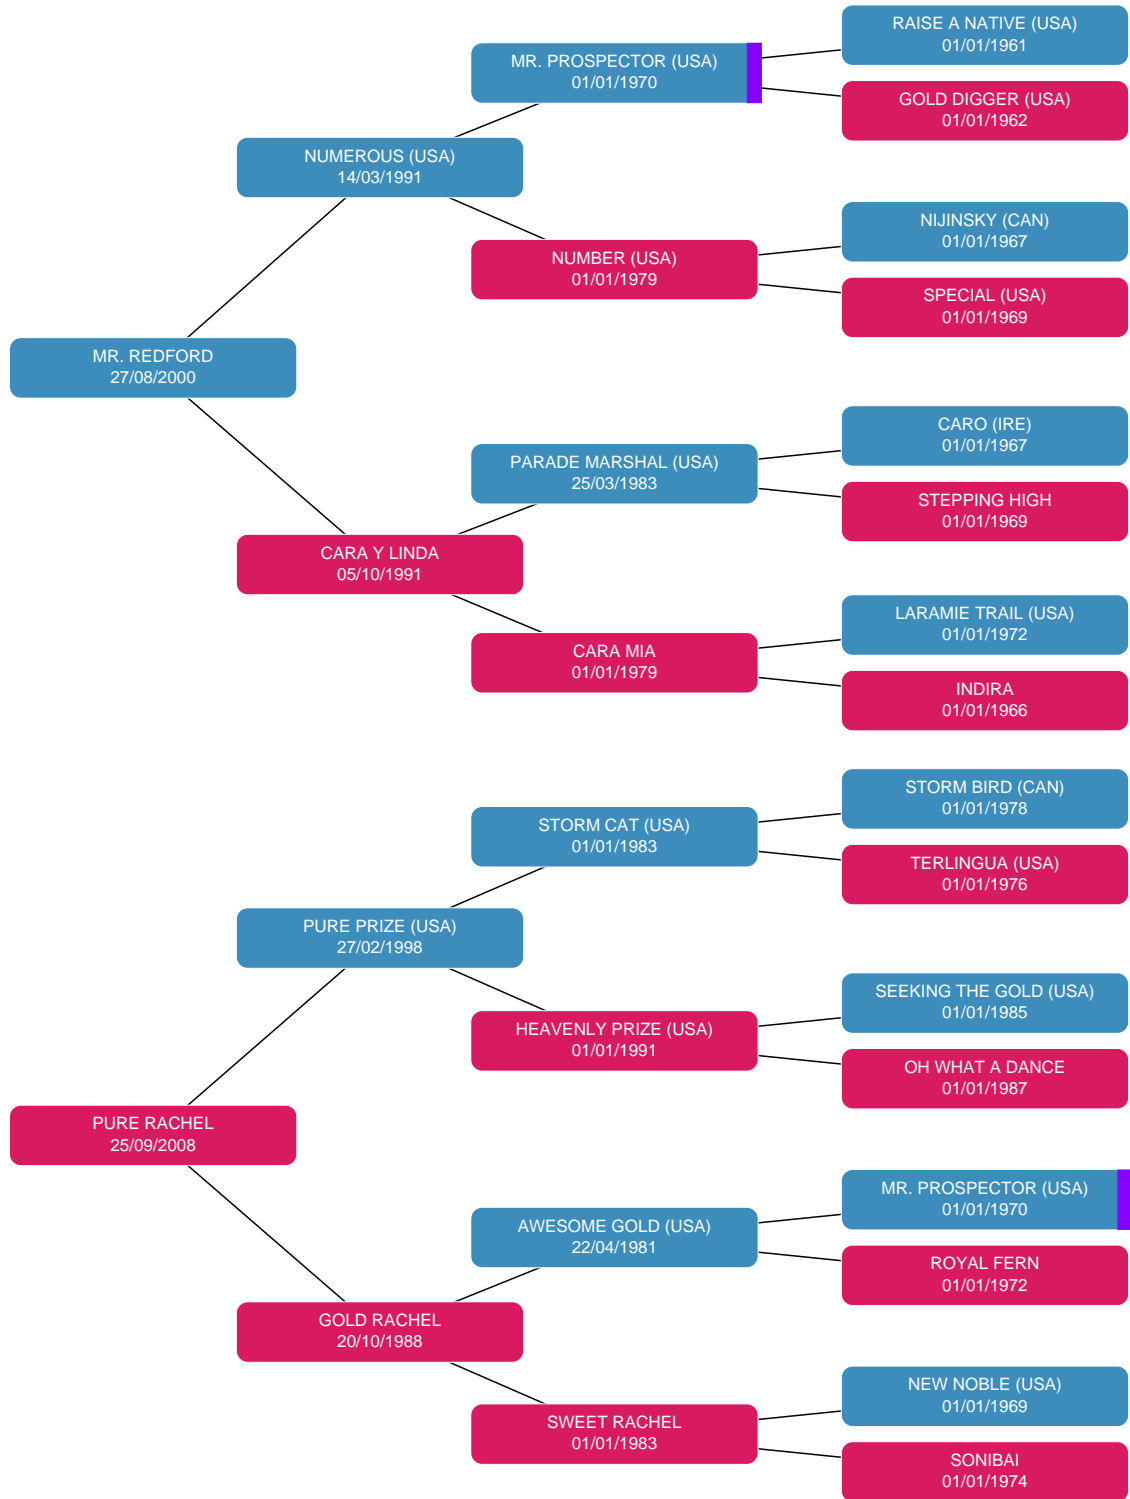 RAISE A NATIVE (USA)
01/01/1961
MR. PROSPECTOR (USA)
01/01/1970
GOLD DIGGER (USA)
01/01/1962
NUMEROUS (USA)
14/03/1991
NIJINSKY (CAN)
01/01/1967
NUMBER (USA)
01/01/1979
SPECIAL (USA)
01/01/1969
MR. REDFORD
27/08/2000
CARO (IRE)
01/01/1967
PARADE MARSHAL (USA)
25/03/1983
STEPPING HIGH
01/01/1969
CARA Y LINDA
05/10/1991
LARAMIE TRAIL (USA)
01/01/1972
CARA MIA
01/01/1979
INDIRA
01/01/1966
STORM BIRD (CAN)
01/01/1978
STORM CAT (USA)
01/01/1983
TERLINGUA (USA)
01/01/1976
PURE PRIZE (USA)
27/02/1998
SEEKING THE GOLD (USA)
01/01/1985
HEAVENLY PRIZE (USA)
01/01/1991
OH WHAT A DANCE
01/01/1987
PURE RACHEL
25/09/2008
MR. PROSPECTOR (USA)
01/01/1970
AWESOME GOLD (USA)
22/04/1981
ROYAL FERN
01/01/1972
GOLD RACHEL
20/10/1988
NEW NOBLE (USA)
01/01/1969
SWEET RACHEL
01/01/1983
SONIBAI
01/01/1974